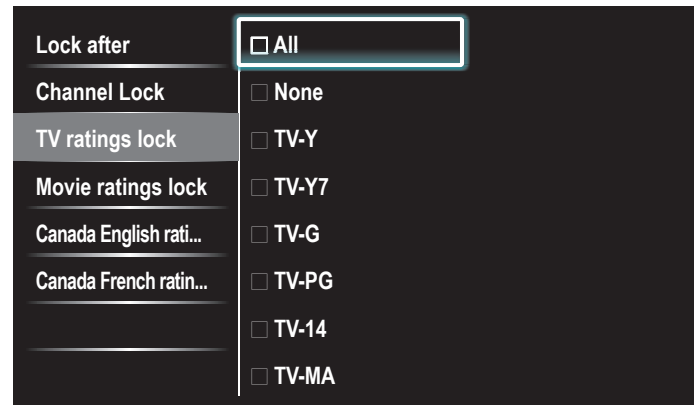 Lock after
Channel Lock
TV ratings lock
Movie ratings lock
Canada English rati...
Canada French ratin...
All
None
TV-Y
TV-Y7
TV-G
TV-PG
TV-14
TV-MA